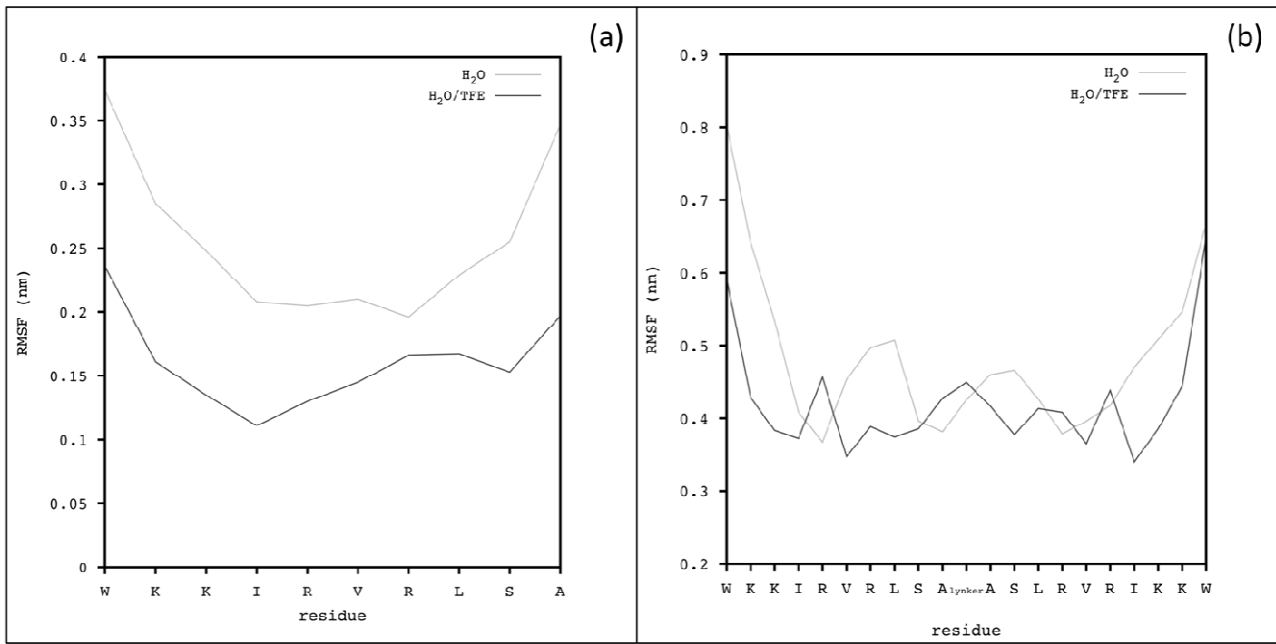 (a)
0.4
0.35
0.3
0.25
0.2
0.15
0.1
0.05
0
RMSF (nm)
H2O
H2O/TFE
W K K I R V R L S A
residue
(b)
0.9
0.8
0.7
0.6
0.5
0.4
0.3
0.2
RMSF (nm)
H2O
H2O/TFE
W K K I R V R L S A lynker A S L R V R I K K W
residue